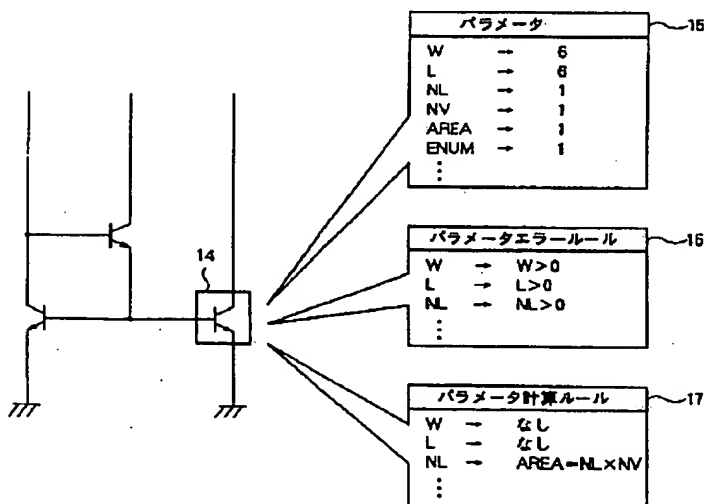 パラメータ
15
W → 6
L → 6
NL → 1
NV → 1
AREA → 1
ENUM → 1
⋮
14
パラメータエラールール
16
W → W>0
L → L>0
NL → NL>0
⋮
パラメータ計算ルール
17
W → なし
L → なし
NL → AREA=NL×NV
⋮